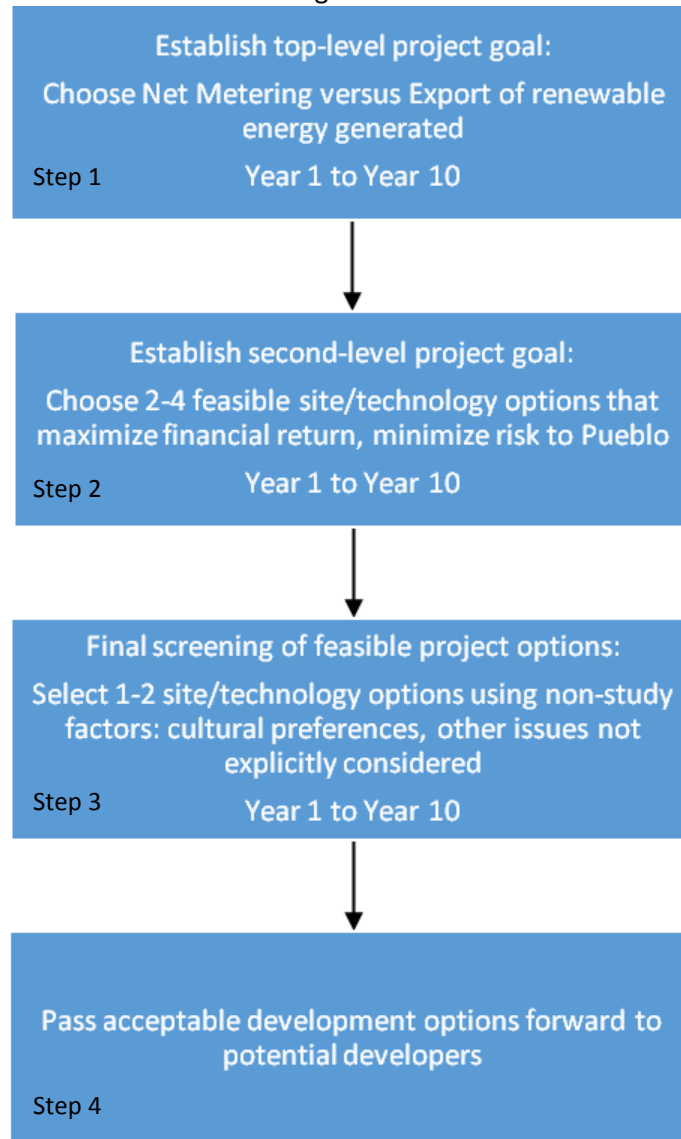 Establish top-level project goal:
Choose Net Metering versus Export of renewable
energy generated
Step 1
Year 1 to Year 10
Establish second-level project goal:
Choose 2-4 feasible site/technology options that
maximize financial return, minimize risk to Pueblo
Step 2
Year 1 to Year 10
Final screening of feasible project options:
Select 1-2 site/technology options using non-study
factors: cultural preferences, other issues not
explicitly considered
Step 3
Year 1 to Year 10
Pass acceptable development options forward to
potential developers
Step 4